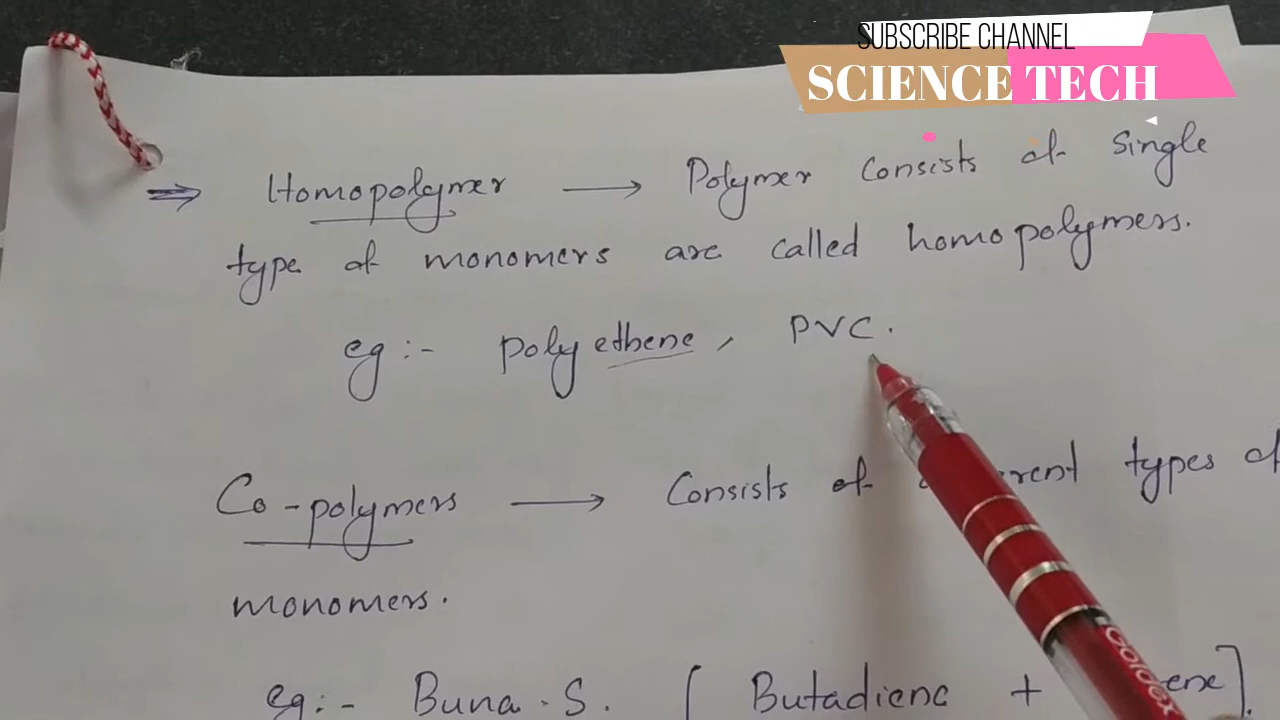 SUBSCRIBE CHANNEL
SCIENCE TECH
⇒ Homopolymer → Polymer consists of single
type of monomers are called homopolymers.
eg :- polyethene, PVC.
Co-polymers → Consists of types of
monomers.
eg:- Buna-S. [ Butadiene + ].
Goldex